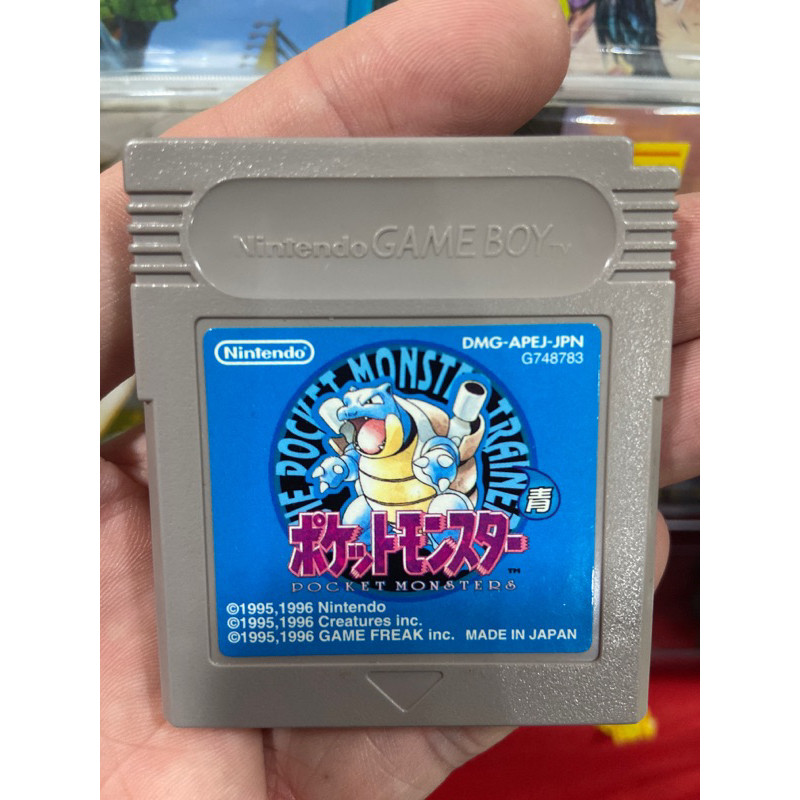 Nintendo GAME BOY TM
Nintendo
DMG-APEJ-JPN
G748783
THE POCKET MONSTER TRAINER
青
ポケットモンスター
TM
POCKET MONSTERS
©1995,1996 Nintendo
©1995,1996 Creatures inc.
©1995,1996 GAME FREAK inc. MADE IN JAPAN